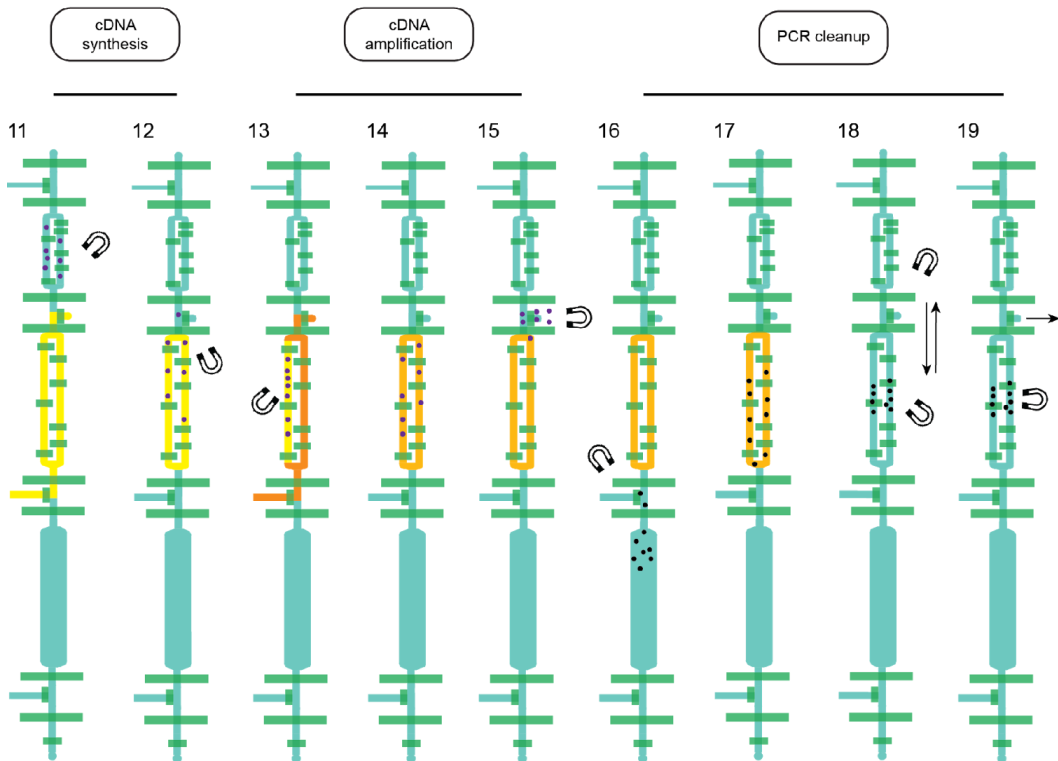 cDNA
synthesis
cDNA
amplification
PCR cleanup
11
12
13
14
15
16
17
18
19